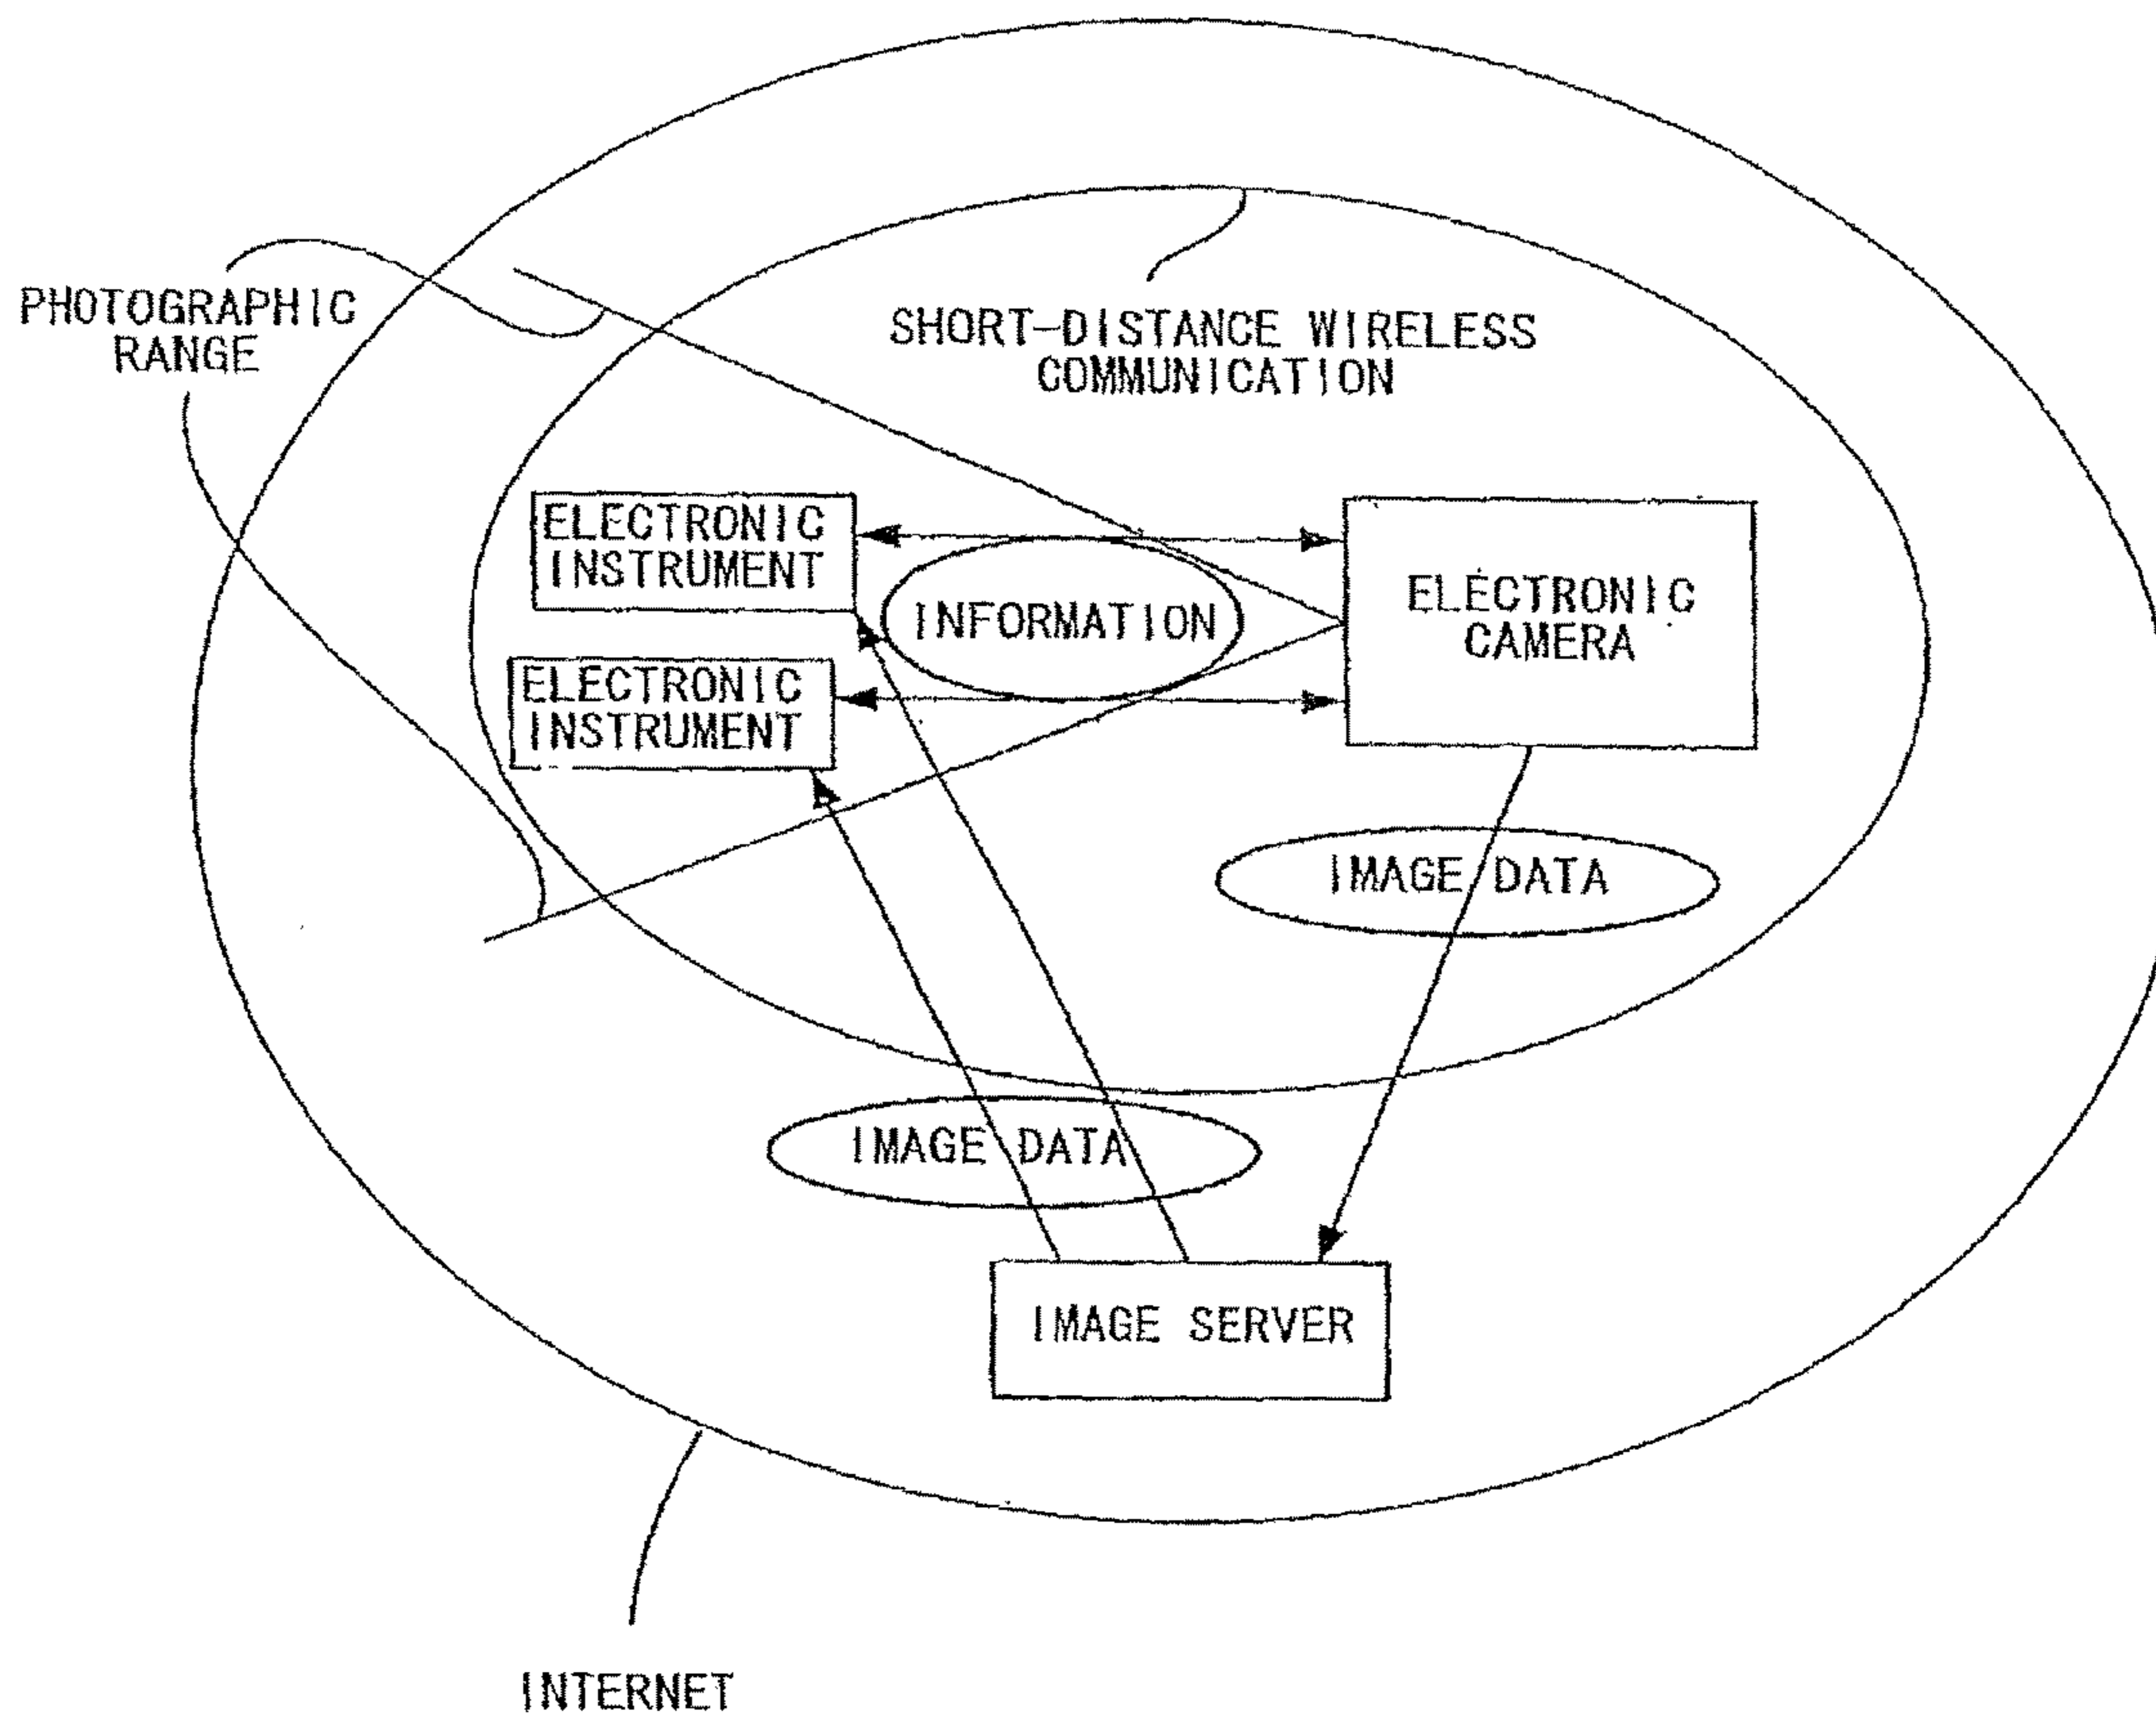 PHOTOGRAPHIC
RANGE
SHORT-DISTANCE WIRELESS
COMMUNICATION
ELECTRONIC
INSTRUMENT
INFORMATION
ELECTRONIC
CAMERA
ELECTRONIC
INSTRUMENT
IMAGE DATA
IMAGE DATA
IMAGE SERVER
INTERNET